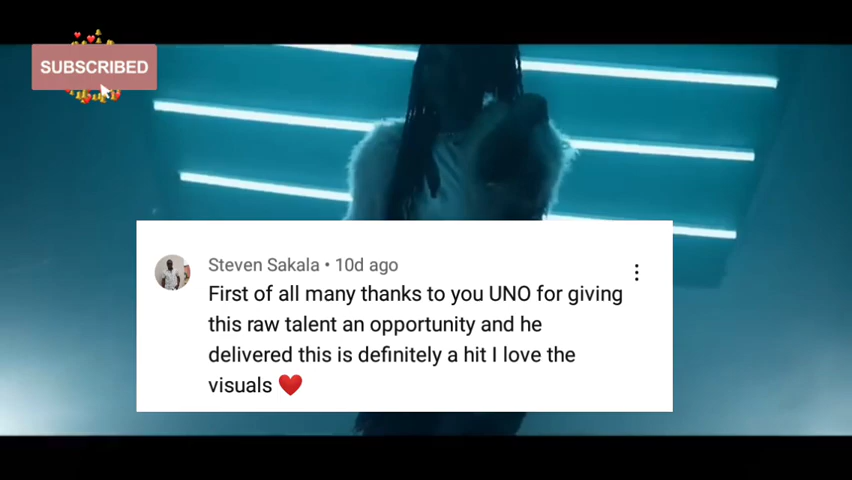 SUBSCRIBED
Steven Sakala • 10d ago
First of all many thanks to you UNO for giving
this raw talent an opportunity and he
delivered this is definitely a hit I love the
visuals ❤️